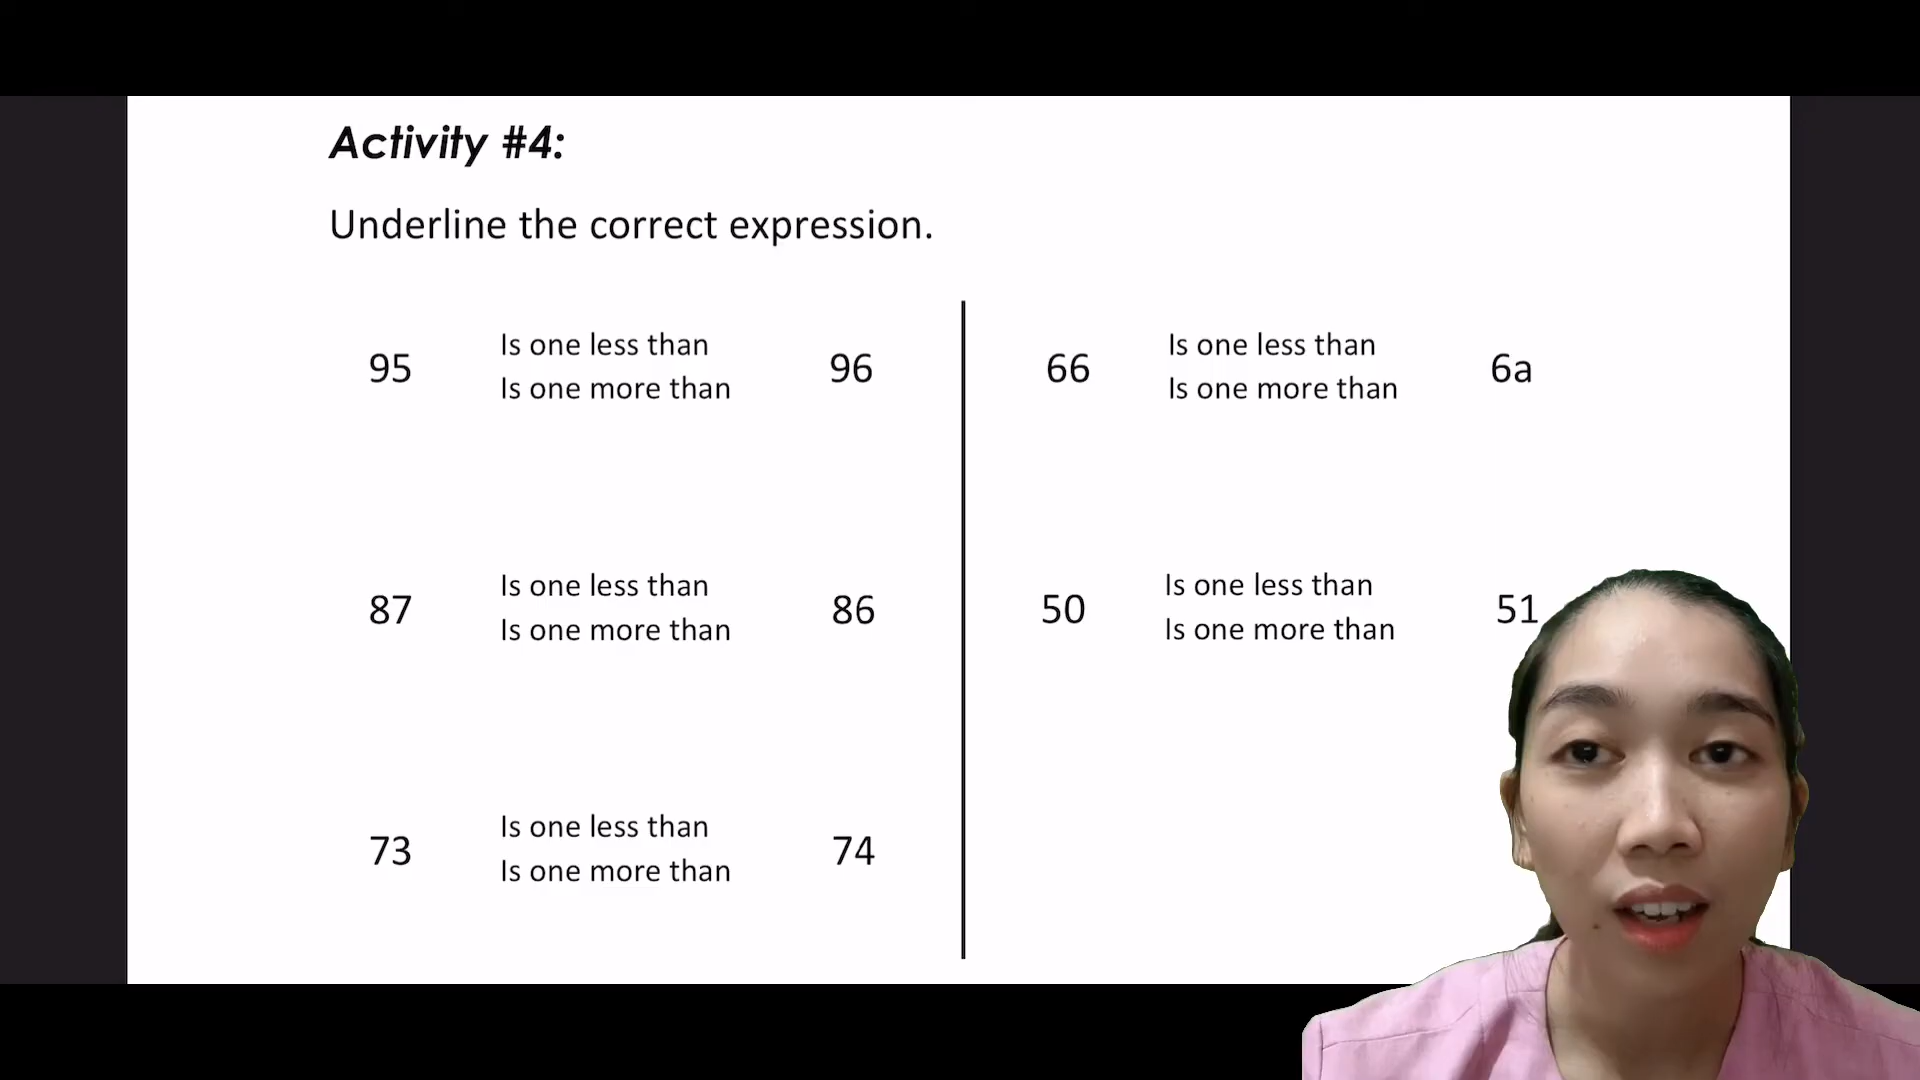 Activity #4:
Underline the correct expression.
95 Is one less than 96
Is one more than
87 Is one less than 86
Is one more than
73 Is one less than 74
Is one more than
66 Is one less than 6a
Is one more than
50 Is one less than 51
Is one more than